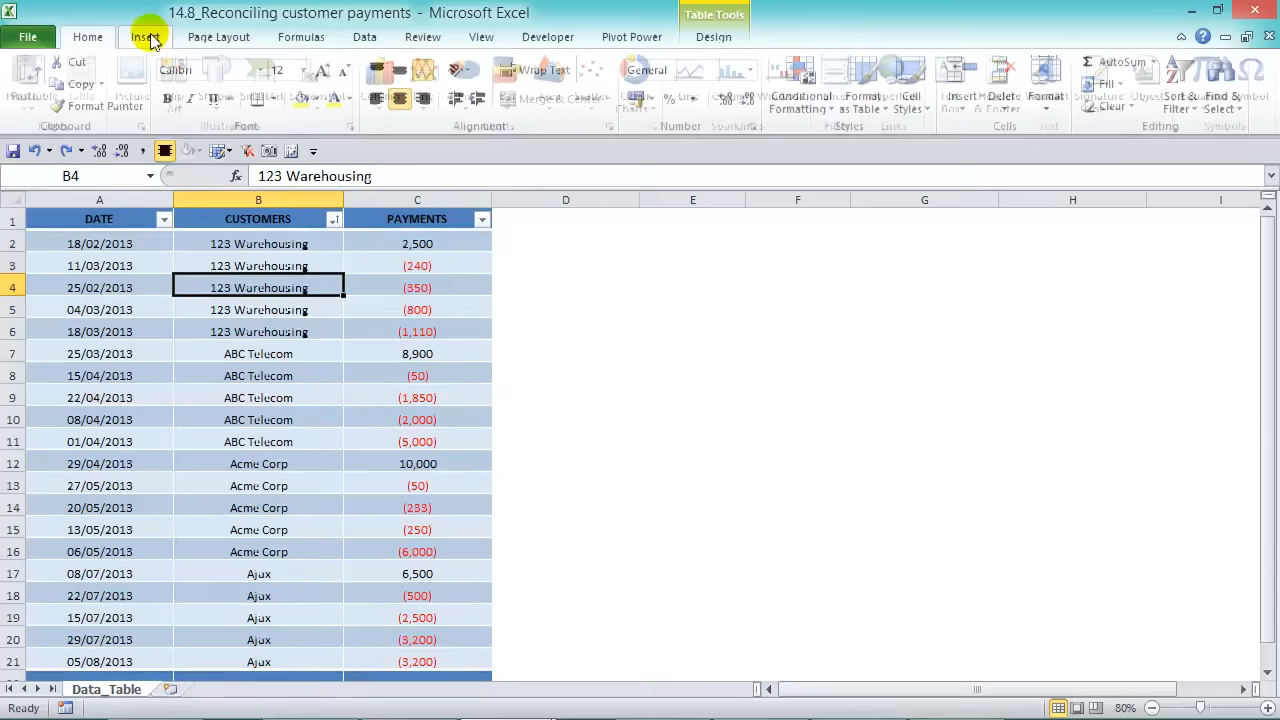 14.8_Reconciling customer payments - Microsoft Excel
Table Tools
File Home Insert Page Layout Formulas Data Review View Developer Pivot Power Design
Cut Calibri 12 Wrap Text General AutoSum
Copy Fill
Format Painter Merge & Center % Conditional Formatting Format as Table Cell Styles Insert Delete Format Clear Sort & Filter Find & Select
Clipboard Font Alignment Number Styles Cells Editing
B4 fx 123 Warehousing
A B C D E F G H I
1 DATE CUSTOMERS PAYMENTS
2 18/02/2013 123 Warehousing 2,500
3 11/03/2013 123 Warehousing (240)
4 25/02/2013 123 Warehousing (350)
5 04/03/2013 123 Warehousing (800)
6 18/03/2013 123 Warehousing (1,110)
7 25/03/2013 ABC Telecom 8,900
8 15/04/2013 ABC Telecom (50)
9 22/04/2013 ABC Telecom (1,850)
10 08/04/2013 ABC Telecom (2,000)
11 01/04/2013 ABC Telecom (5,000)
12 29/04/2013 Acme Corp 10,000
13 27/05/2013 Acme Corp (50)
14 20/05/2013 Acme Corp (233)
15 13/05/2013 Acme Corp (250)
16 06/05/2013 Acme Corp (6,000)
17 08/07/2013 Ajax 6,500
18 22/07/2013 Ajax (500)
19 15/07/2013 Ajax (2,500)
20 29/07/2013 Ajax (3,200)
21 05/08/2013 Ajax (3,200)
Data_Table
Ready 80%